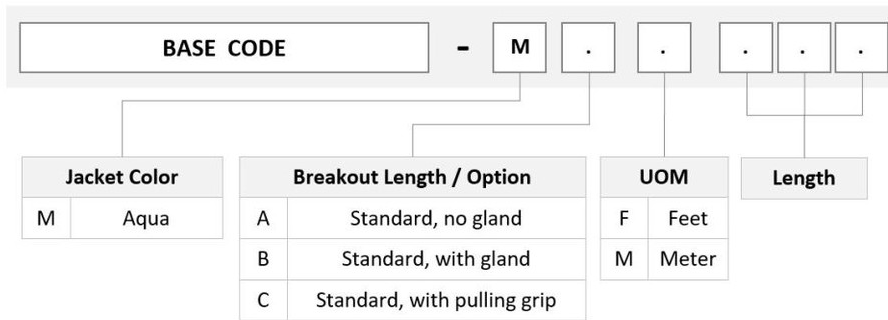 BASE CODE - M . . . . .
Jacket Color Breakout Length / Option UOM Length
M Aqua A Standard, no gland F Feet
B Standard, with gland M Meter
C Standard, with pulling grip